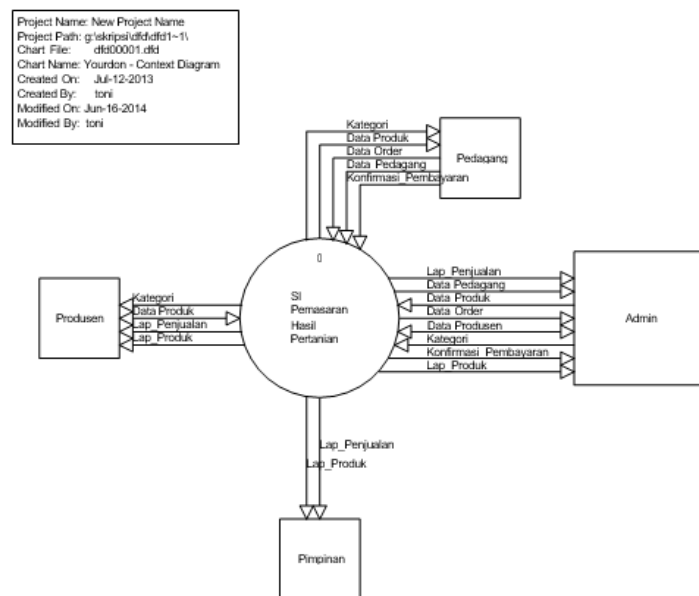 Project Name: New Project Name
Project Path: g:\skripsi\dfd\dfd1~1\
Chart File: dfd00001.dfd
Chart Name: Yourdon - Context Diagram
Created On: Jul-12-2013
Created By: toni
Modified On: Jun-16-2014
Modified By: toni
Kategori
Data Produk
Data Order
Data Pedagang
Konfirmasi_Pembayaran
Pedagang
0
SI
Pemasaran
Hasil
Pertanian
Kategori
Data Produk
Lap_Penjualan
Lap_Produk
Produsen
Lap_Penjualan
Data Pedagang
Data Produk
Data Order
Data Produsen
Kategori
Konfirmasi_Pembayaran
Lap_Produk
Admin
Lap_Penjualan
Lap_Produk
Pimpinan